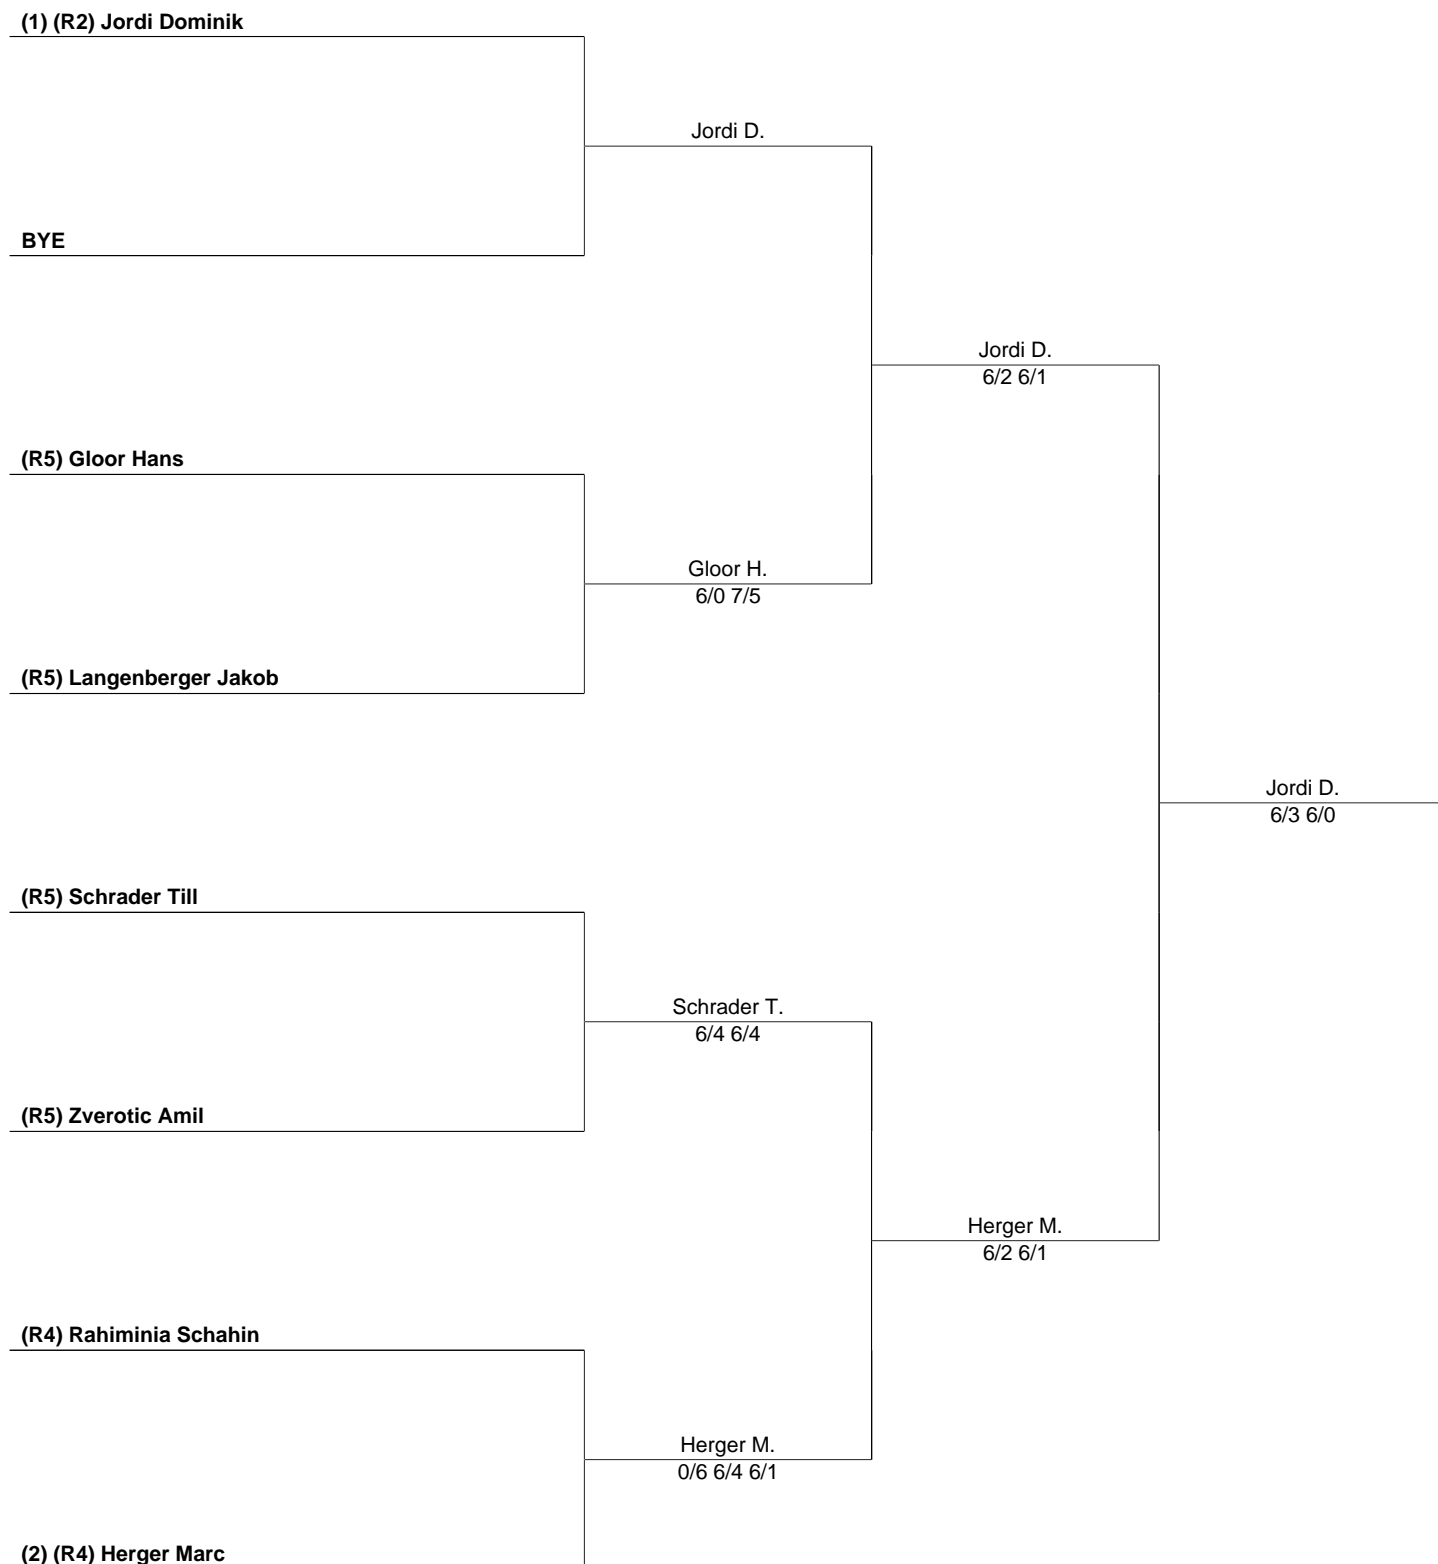 (1) (R2) Jordi Dominik
Jordi D.
BYE
Jordi D.
6/2 6/1
(R5) Gloor Hans
Gloor H.
6/0 7/5
(R5) Langenberger Jakob
Jordi D.
6/3 6/0
(R5) Schrader Till
Schrader T.
6/4 6/4
(R5) Zverotic Amil
Herger M.
6/2 6/1
(R4) Rahiminia Schahin
Herger M.
0/6 6/4 6/1
(2) (R4) Herger Marc